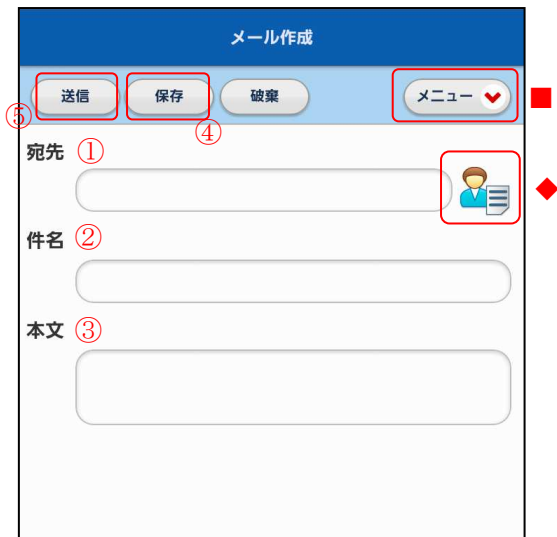 メール作成
送信 保存 破棄 メニュー ■
⑤ ④
宛先 ①
◆
件名 ②
本文 ③